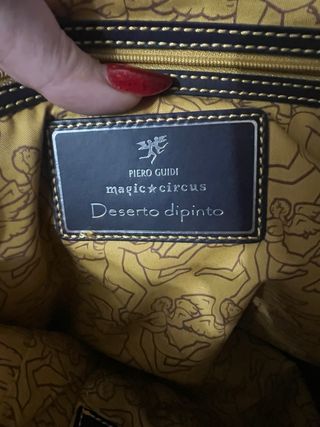 PIERO GUIDI
magic★circus
Deserto dipinto